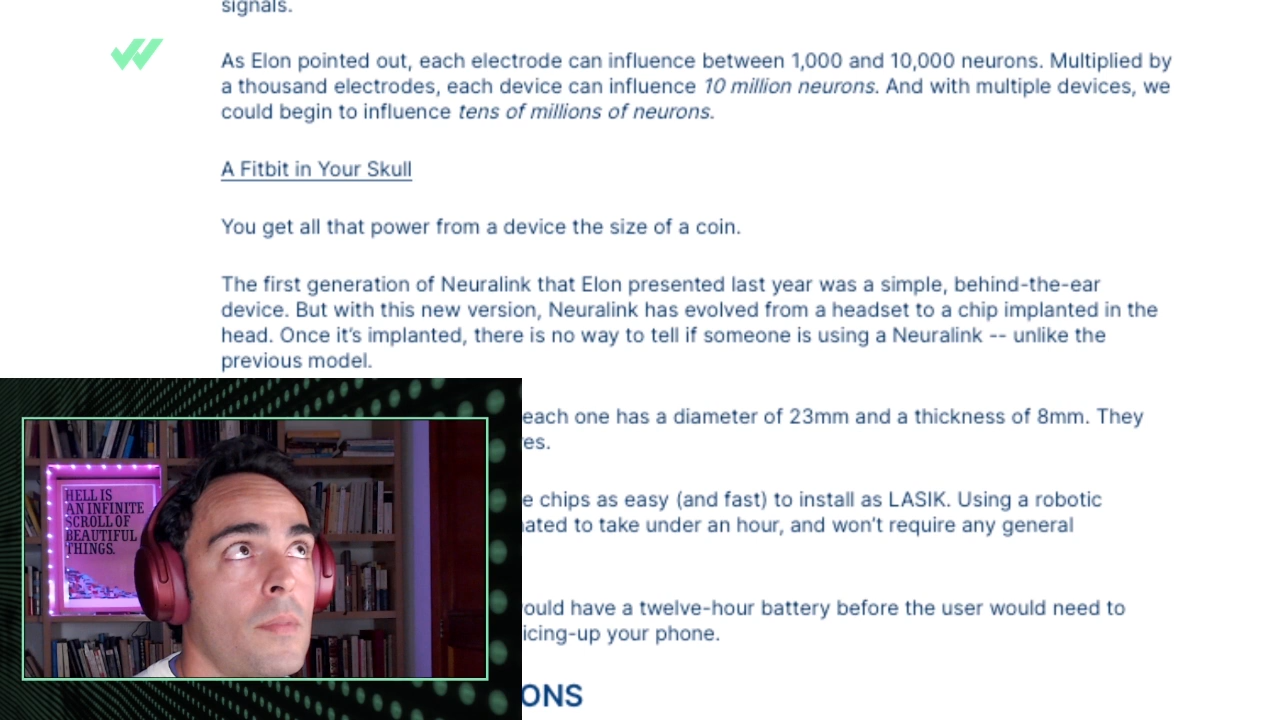 signals.
As Elon pointed out, each electrode can influence between 1,000 and 10,000 neurons. Multiplied by
a thousand electrodes, each device can influence 10 million neurons. And with multiple devices, we
could begin to influence tens of millions of neurons.
A Fitbit in Your Skull
You get all that power from a device the size of a coin.
The first generation of Neuralink that Elon presented last year was a simple, behind-the-ear
device. But with this new version, Neuralink has evolved from a headset to a chip implanted in the
head. Once it’s implanted, there is no way to tell if someone is using a Neuralink -- unlike the
previous model.
each one has a diameter of 23mm and a thickness of 8mm. They
chips as easy (and fast) to install as LASIK. Using a robotic
to take under an hour, and won’t require any general
have a twelve-hour battery before the user would need to
your phone.
HELL IS
AN INFINITE
SCROLL OF
BEAUTIFUL
THINGS.